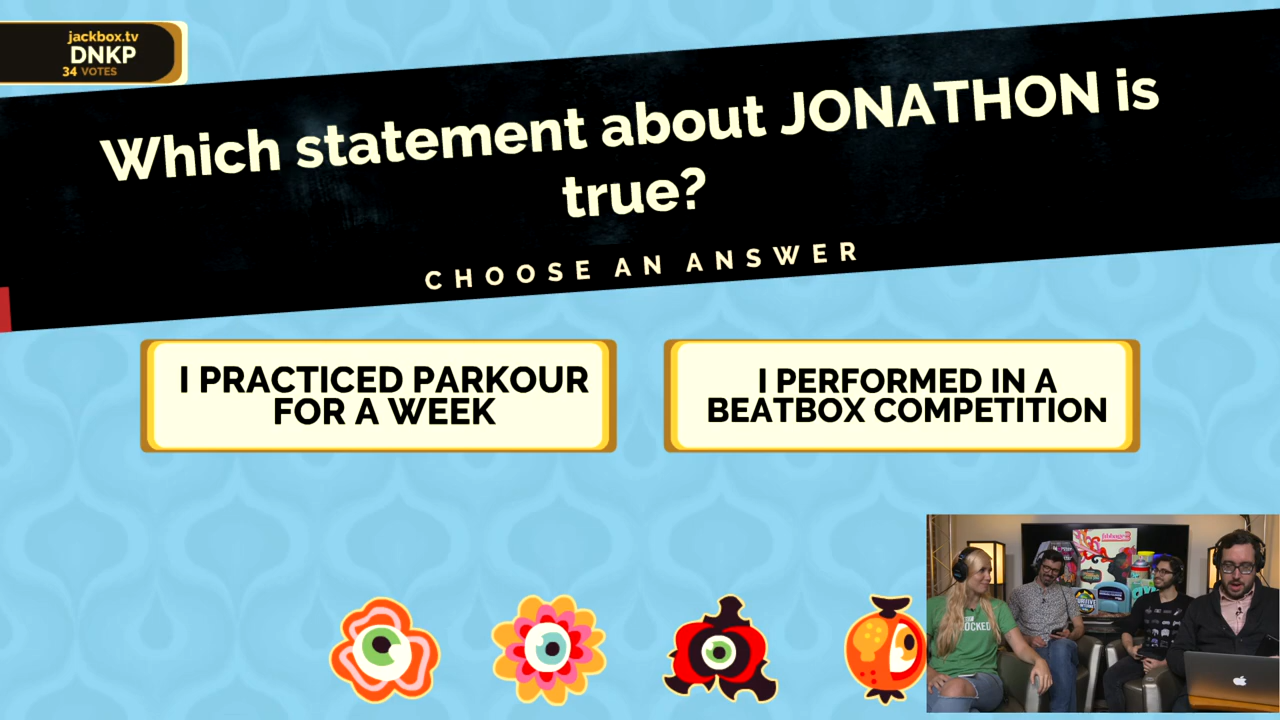 jackbox.tv
DNKP
34 VOTES
Which statement about JONATHON is
true?
CHOOSE AN ANSWER
I PRACTICED PARKOUR
FOR A WEEK
I PERFORMED IN A
BEATBOX COMPETITION